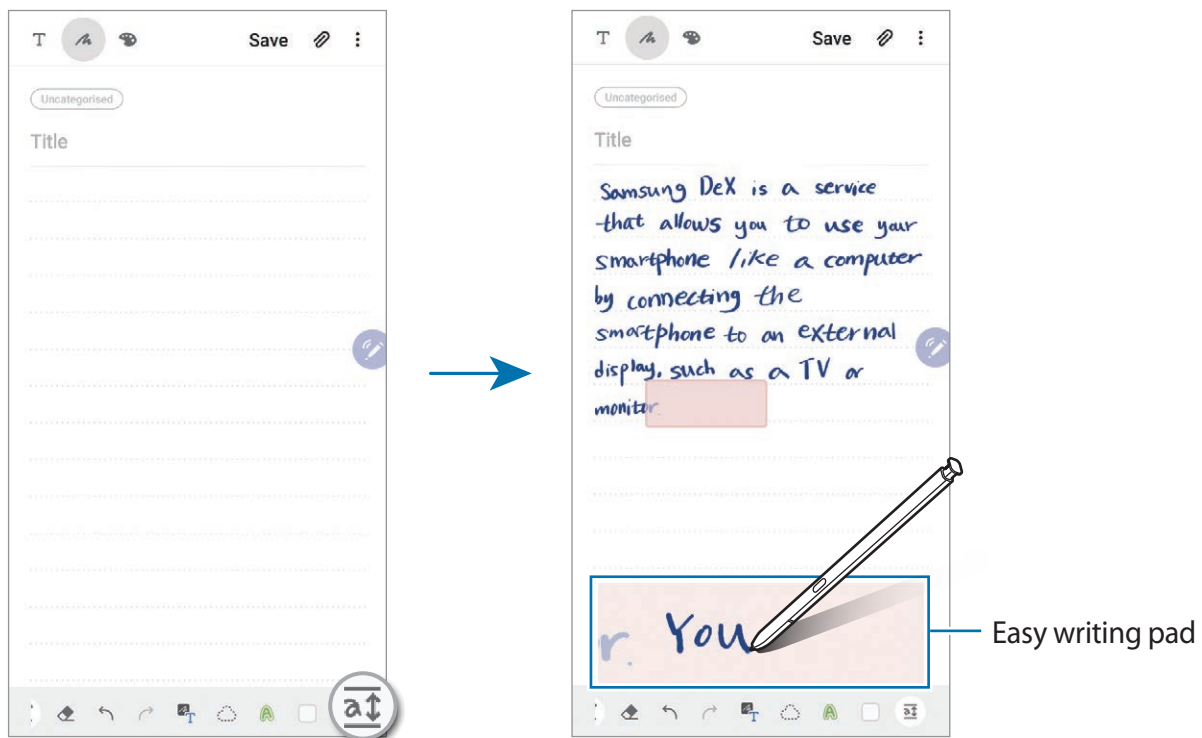 T Save
Uncategorised
Title
T
a
T Save
Uncategorised
Title
Samsung DeX is a service
that allows you to use your
smartphone like a computer
by connecting the
smartphone to an external
display, such as a TV or
monitor.
r. You
Easy writing pad
T
a